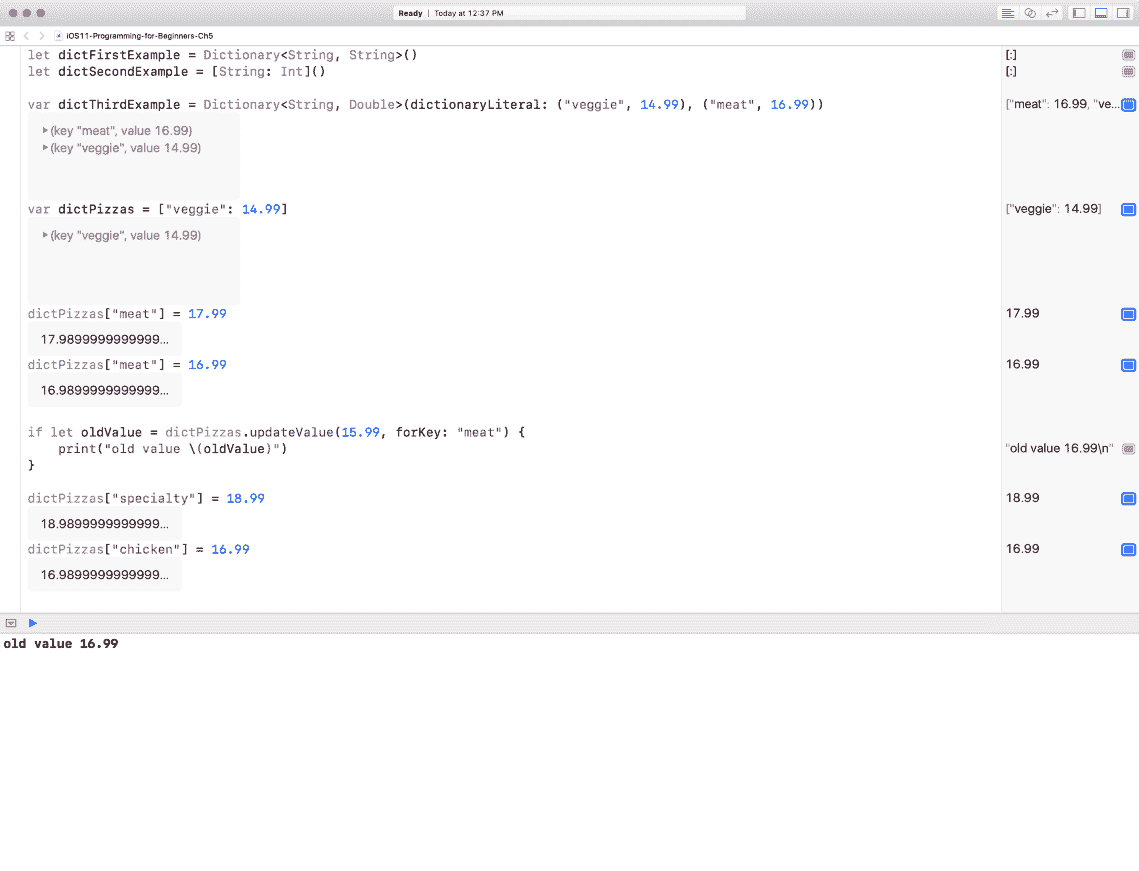 Ready | Today at 12:37 PM
iOS11-Programming-for-Beginners-Ch5
let dictFirstExample = Dictionary<String, String>() [:]
let dictSecondExample = [String: Int]() [:]
var dictThirdExample = Dictionary<String, Double>(dictionaryLiteral: ("veggie", 14.99), ("meat", 16.99)) ["meat": 16.99, "ve...
(key "meat", value 16.99)
(key "veggie", value 14.99)
var dictPizzas = ["veggie": 14.99] ["veggie": 14.99]
(key "veggie", value 14.99)
dictPizzas["meat"] = 17.99 17.99
17.9899999999999...
dictPizzas["meat"] = 16.99 16.99
16.9899999999999...
if let oldValue = dictPizzas.updateValue(15.99, forKey: "meat") {
print("old value \(oldValue)") "old value 16.99\n"
}
dictPizzas["specialty"] = 18.99 18.99
18.9899999999999...
dictPizzas["chicken"] = 16.99 16.99
16.9899999999999...
old value 16.99